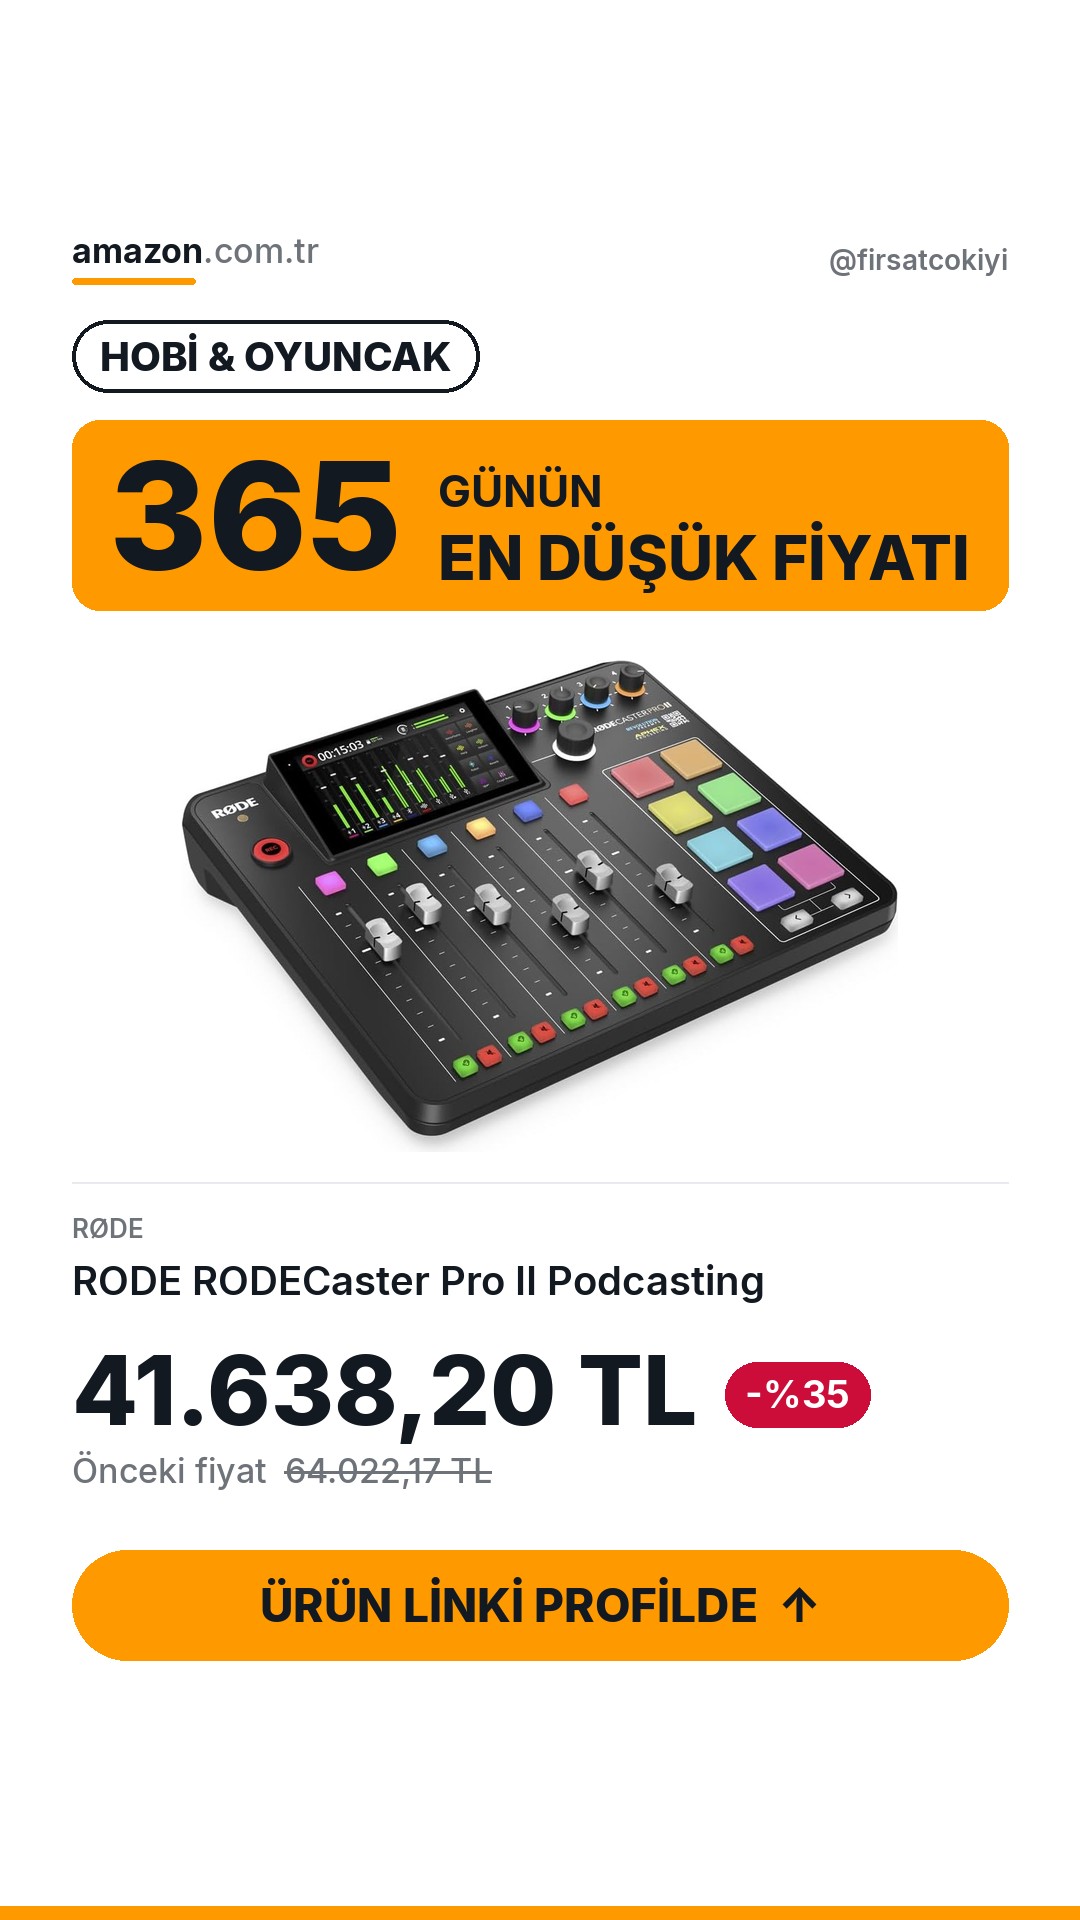 amazon.com.tr
@firsatcokiyi
HOBİ & OYUNCAK
365
GÜNÜN
EN DÜŞÜK FİYATI
RØDE
00:15:03
RØDECASTERPRO II
RØDE
RODE RODECaster Pro II Podcasting
41.638,20 TL
-%35
Önceki fiyat 64.022,17 TL
ÜRÜN LİNKİ PROFİLDE ↑